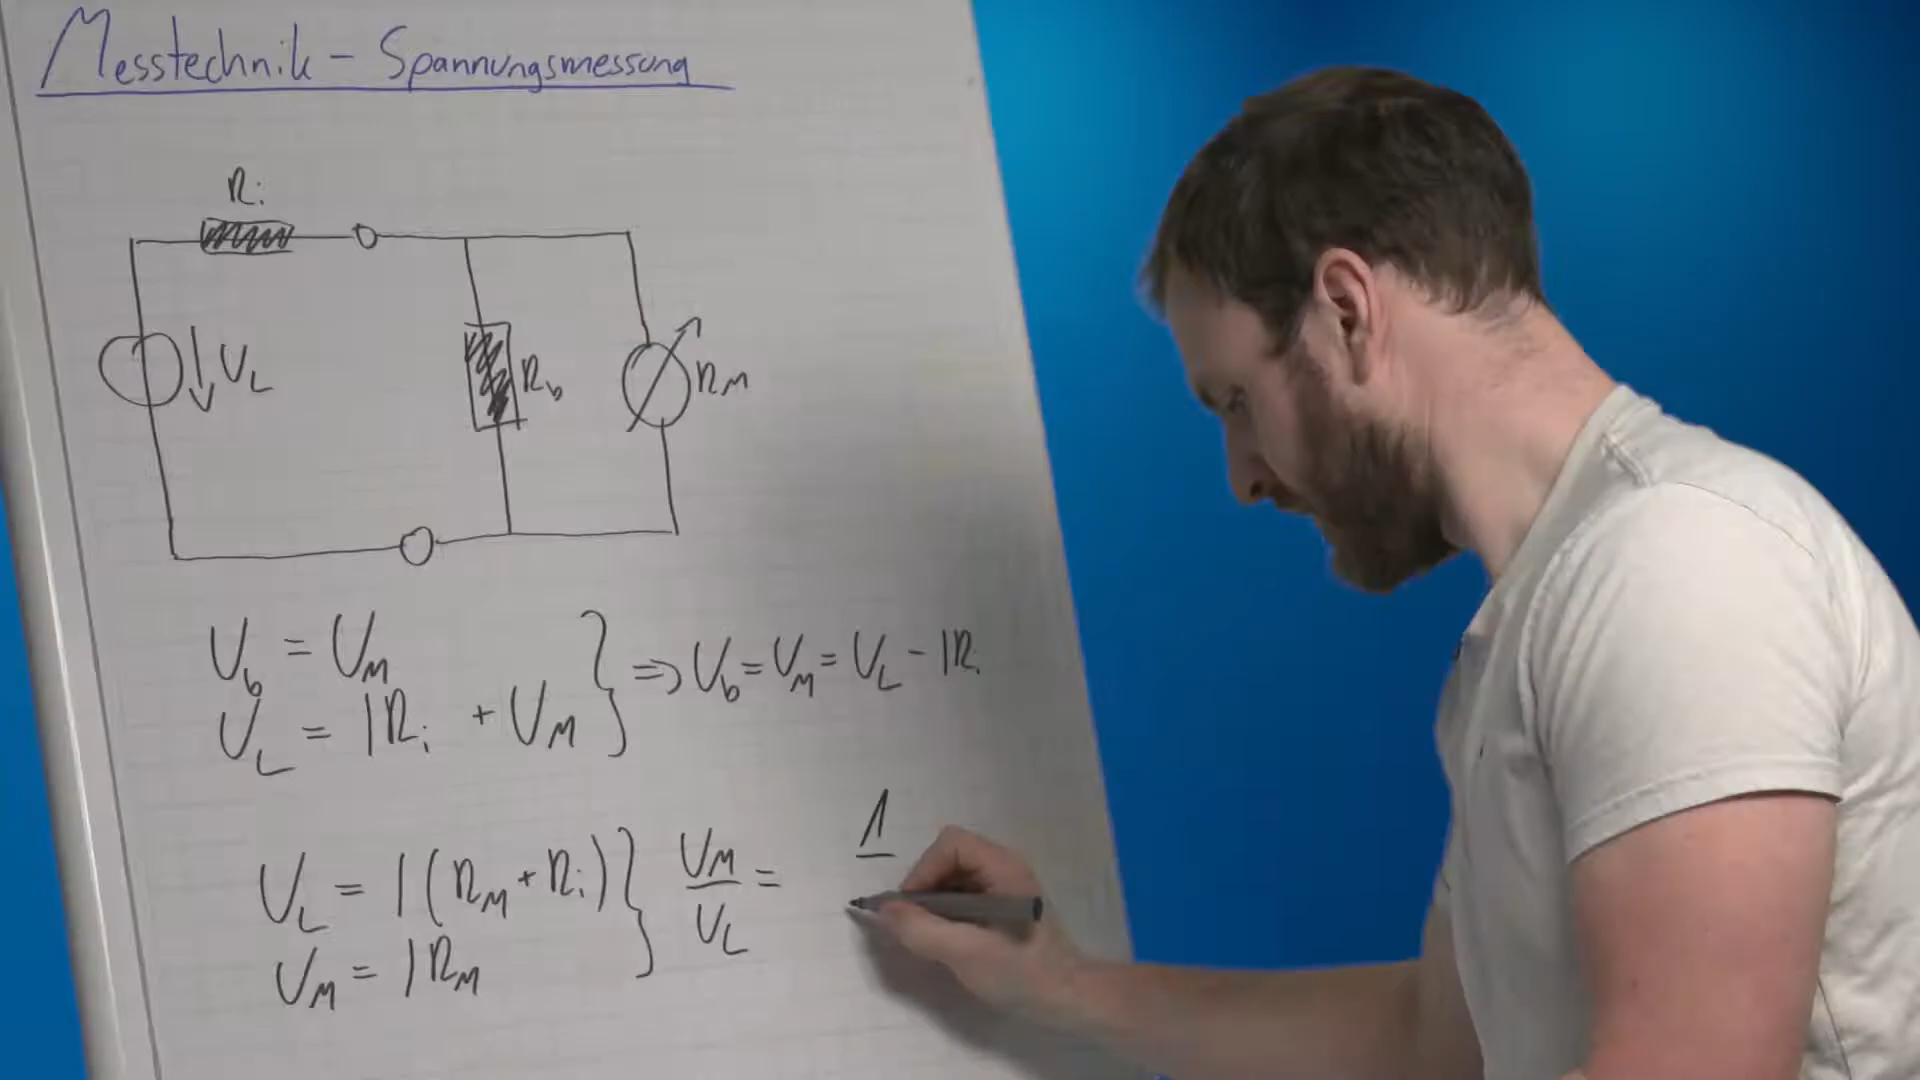 Messtechnik - Spannungsmessung
Ri
UL
Rb
RM
Ub = UM
UL = IRi + UM
} => Ub = UM = UL - IRi
UL = I(RM + Ri)
UM = IRM
} UM/UL =
1